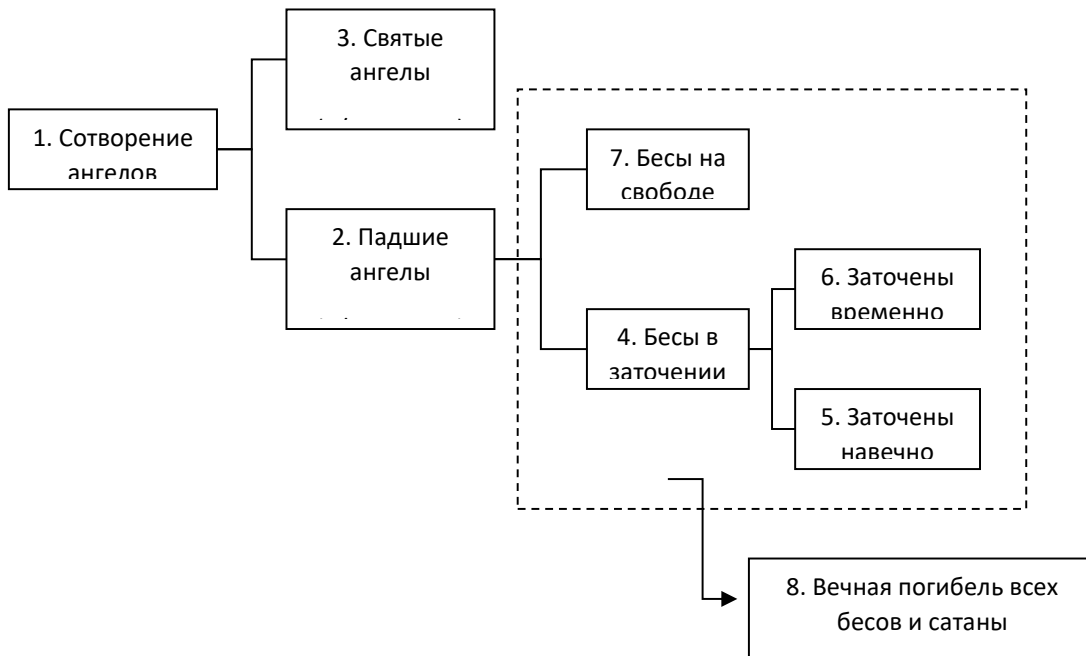 3. Святые
ангелы
1. Сотворение
ангелов
7. Бесы на
свободе
2. Падшие
ангелы
6. Заточены
временно
4. Бесы в
заточении
5. Заточены
навечно
8. Вечная погибель всех
бесов и сатаны